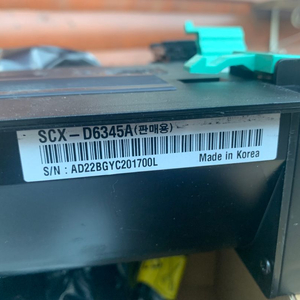 SCX-D6345A(판매용)
Made in Korea
S/N : AD22BGYC201700L